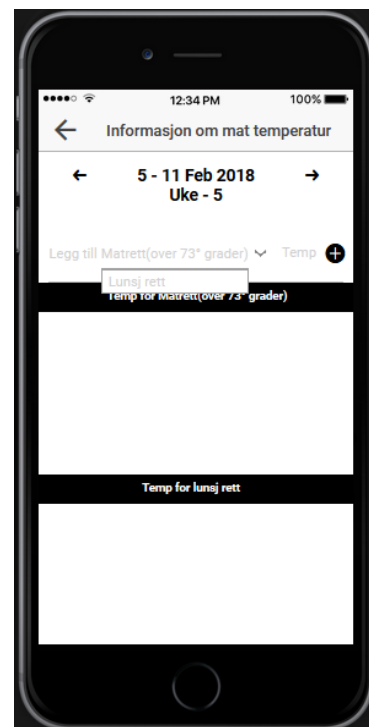 12:34 PM 100%
Informasjon om mat temperatur
5 - 11 Feb 2018
Uke - 5
Legg till Matrett(over 73° grader) Temp
Lunsj rett
Temp for Matrett(over 73° grader)
Temp for lunsj rett